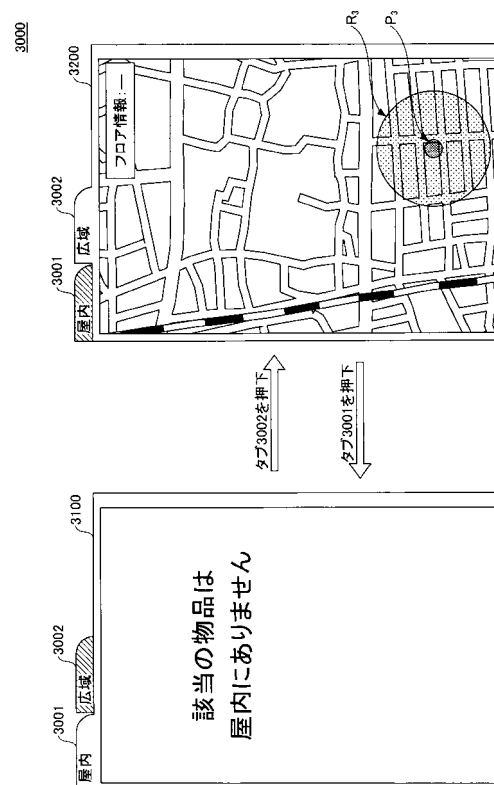 3000
3001
3002
3100
屋内
広域
該当の物品は
屋内にありません
タブ3002を押下
タブ3001を押下
3001
3002
3200
屋内
広域
フロア情報:—
R3
P3